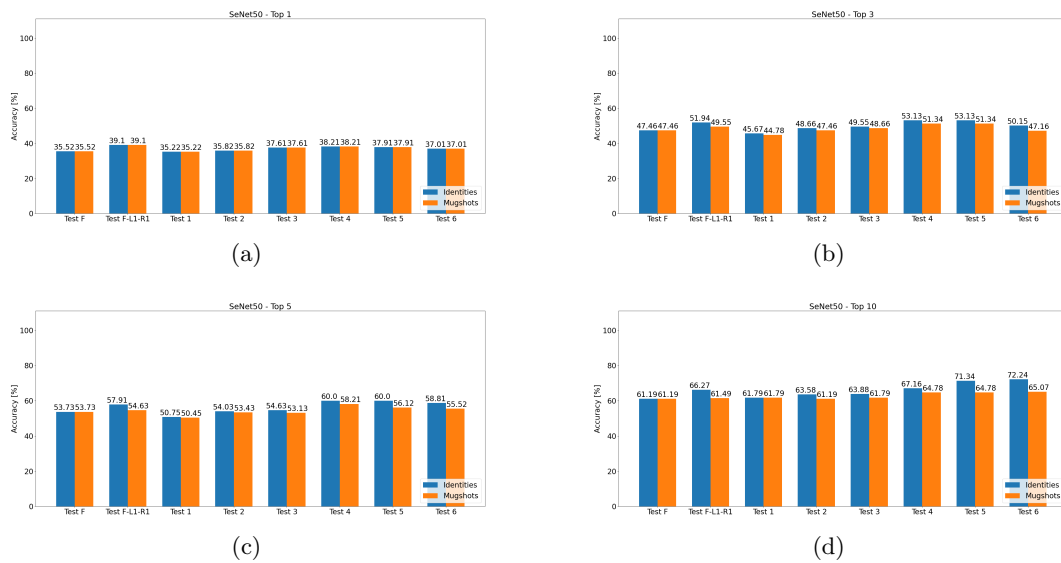 SeNet50 - Top 1
100
80
60
40
20
0
Accuracy [%]
35.52 35.52 39.1 39.1 35.22 35.22 35.82 35.82 37.61 37.61 38.21 38.21 37.91 37.91 37.01 37.01
Identities
Mugshots
Test F Test F-L1-R1 Test 1 Test 2 Test 3 Test 4 Test 5 Test 6
(a)
SeNet50 - Top 3
100
80
60
40
20
0
Accuracy [%]
47.46 47.46 51.94 49.55 45.67 44.78 48.66 47.46 49.55 48.66 53.13 51.34 53.13 51.34 50.15 47.16
Identities
Mugshots
Test F Test F-L1-R1 Test 1 Test 2 Test 3 Test 4 Test 5 Test 6
(b)
SeNet50 - Top 5
100
80
60
40
20
0
Accuracy [%]
53.73 53.73 57.91 54.63 50.75 50.45 54.03 53.43 54.63 53.13 60.0 58.21 60.0 56.12 58.81 55.52
Identities
Mugshots
Test F Test F-L1-R1 Test 1 Test 2 Test 3 Test 4 Test 5 Test 6
(c)
SeNet50 - Top 10
100
80
60
40
20
0
Accuracy [%]
61.19 61.19 66.27 61.49 61.79 61.79 63.58 61.19 63.88 61.79 67.16 64.78 71.34 64.78 72.24 65.07
Identities
Mugshots
Test F Test F-L1-R1 Test 1 Test 2 Test 3 Test 4 Test 5 Test 6
(d)